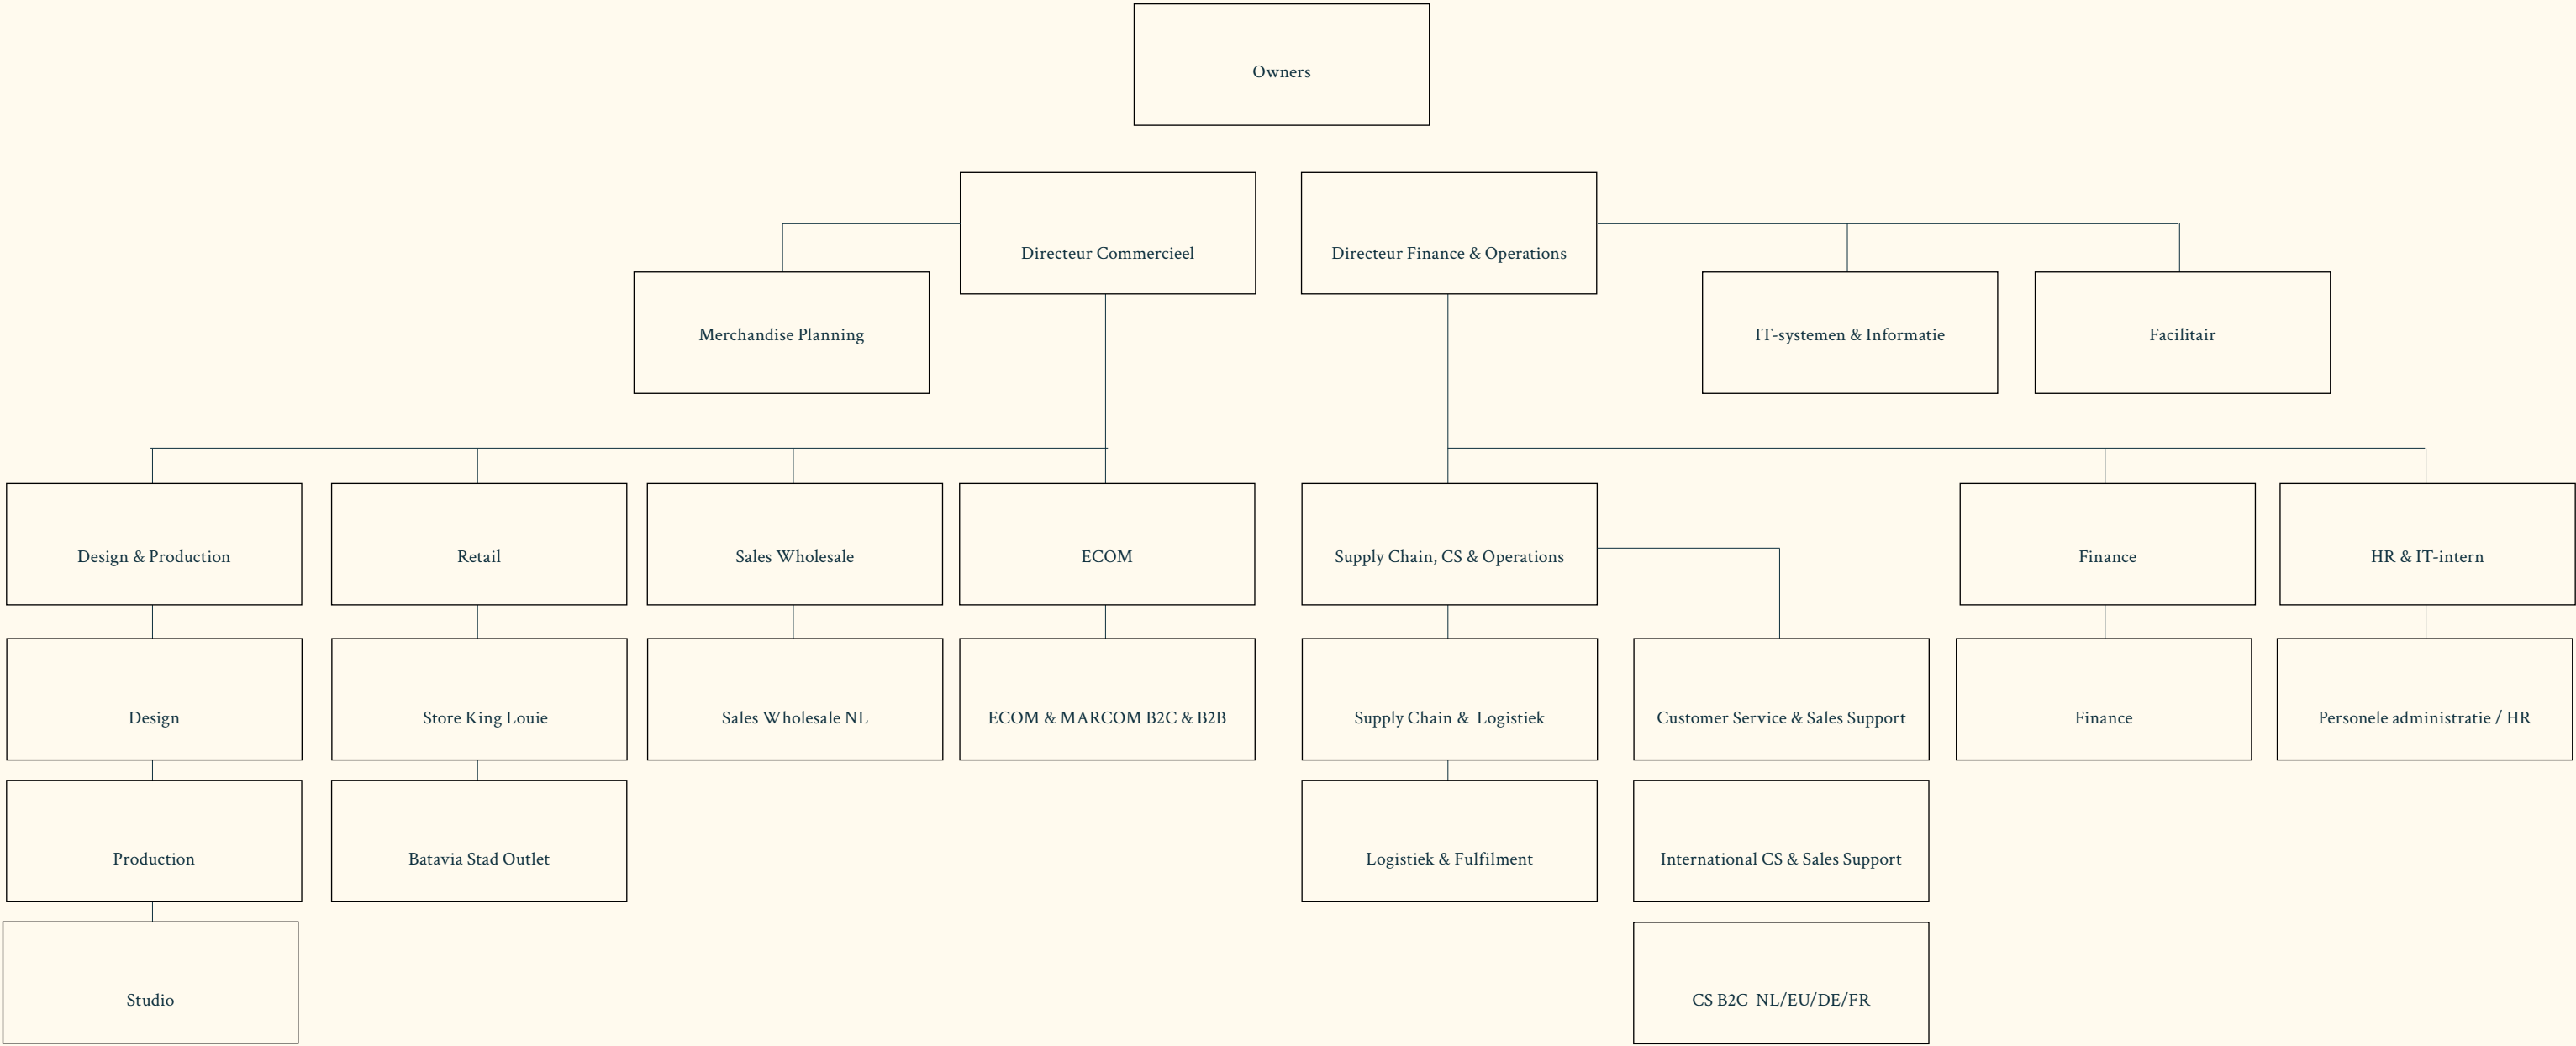 Owners
Directeur Commercieel
Directeur Finance & Operations
Merchandise Planning
IT-systemen & Informatie
Facilitair
Design & Production
Retail
Sales Wholesale
ECOM
Supply Chain, CS & Operations
Finance
HR & IT-intern
Design
Store King Louie
Sales Wholesale NL
ECOM & MARCOM B2C & B2B
Supply Chain & Logistiek
Customer Service & Sales Support
Finance
Personele administratie / HR
Production
Batavia Stad Outlet
Logistiek & Fulfilment
International CS & Sales Support
Studio
CS B2C NL/EU/DE/FR